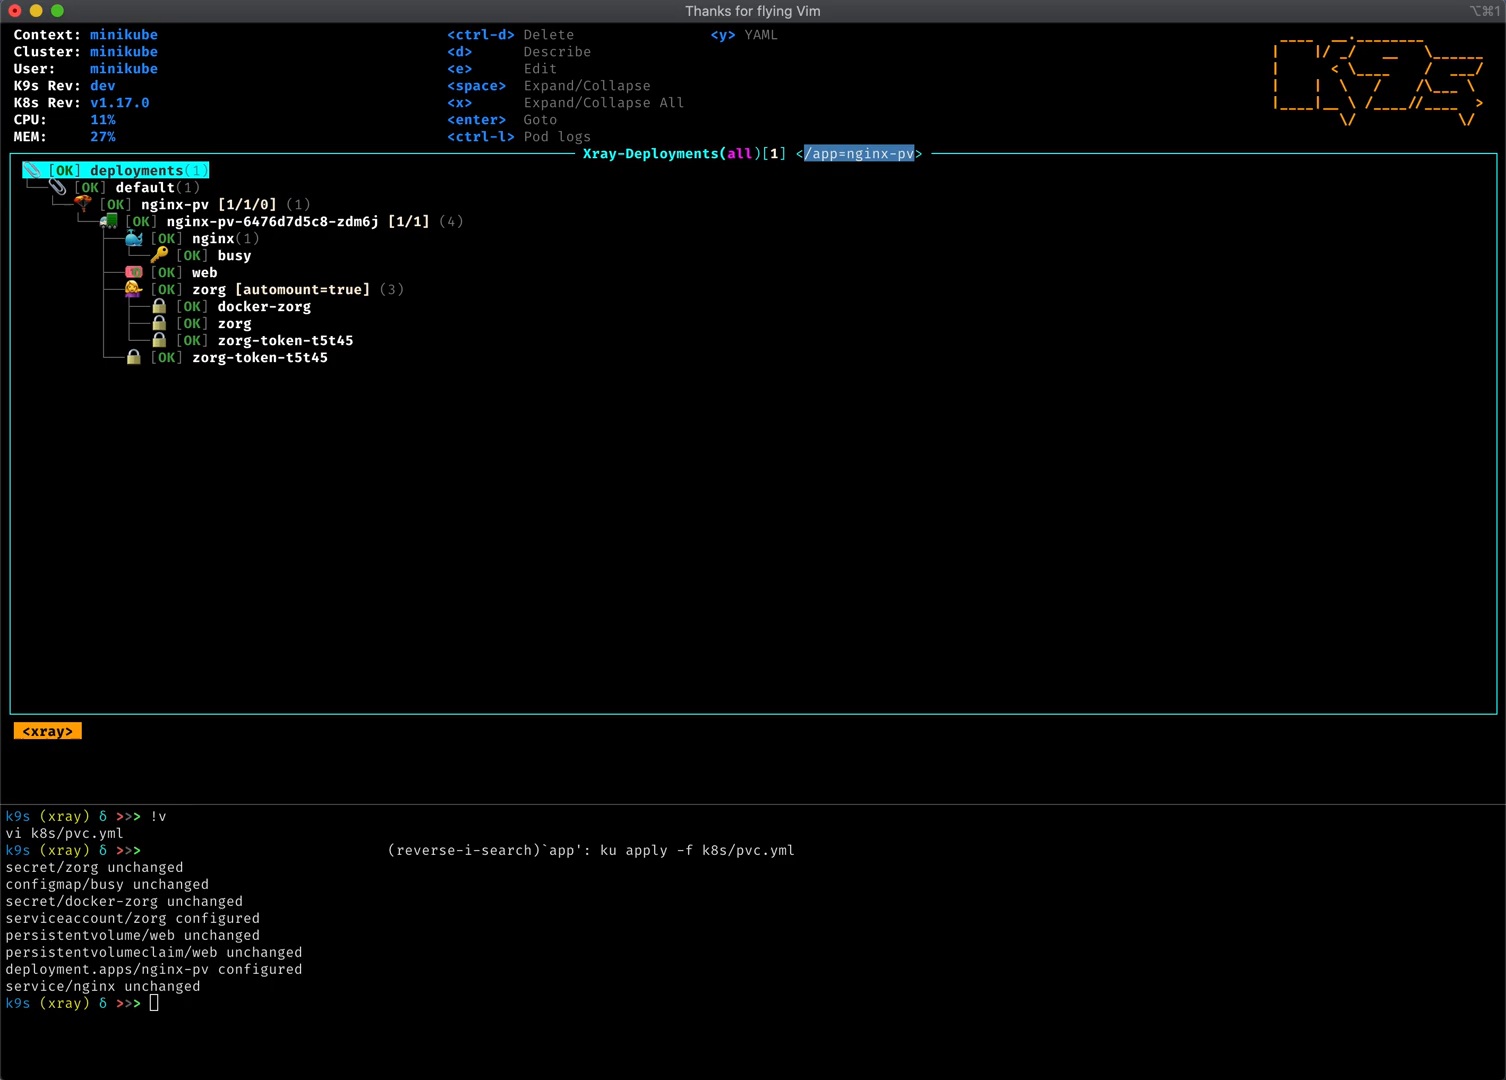 Thanks for flying Vim
⌥⌘1
Context: minikube <ctrl-d> Delete <y> YAML
Cluster: minikube <d> Describe
User: minikube <e> Edit
K9s Rev: dev <space> Expand/Collapse
K8s Rev: v1.17.0 <x> Expand/Collapse All
CPU: 11% <enter> Goto
MEM: 27% <ctrl-l> Pod logs
K9s
Xray-Deployments(all)[1] </app=nginx-pv>
[OK] deployments(1)
[OK] default(1)
[OK] nginx-pv [1/1/0] (1)
[OK] nginx-pv-6476d7d5c8-zdm6j [1/1] (4)
[OK] nginx(1)
[OK] busy
[OK] web
[OK] zorg [automount=true] (3)
[OK] docker-zorg
[OK] zorg
[OK] zorg-token-t5t45
[OK] zorg-token-t5t45
<xray>
k9s (xray) δ >>> !v
vi k8s/pvc.yml
k9s (xray) δ >>> (reverse-i-search)`app': ku apply -f k8s/pvc.yml
secret/zorg unchanged
configmap/busy unchanged
secret/docker-zorg unchanged
serviceaccount/zorg configured
persistentvolume/web unchanged
persistentvolumeclaim/web unchanged
deployment.apps/nginx-pv configured
service/nginx unchanged
k9s (xray) δ >>>